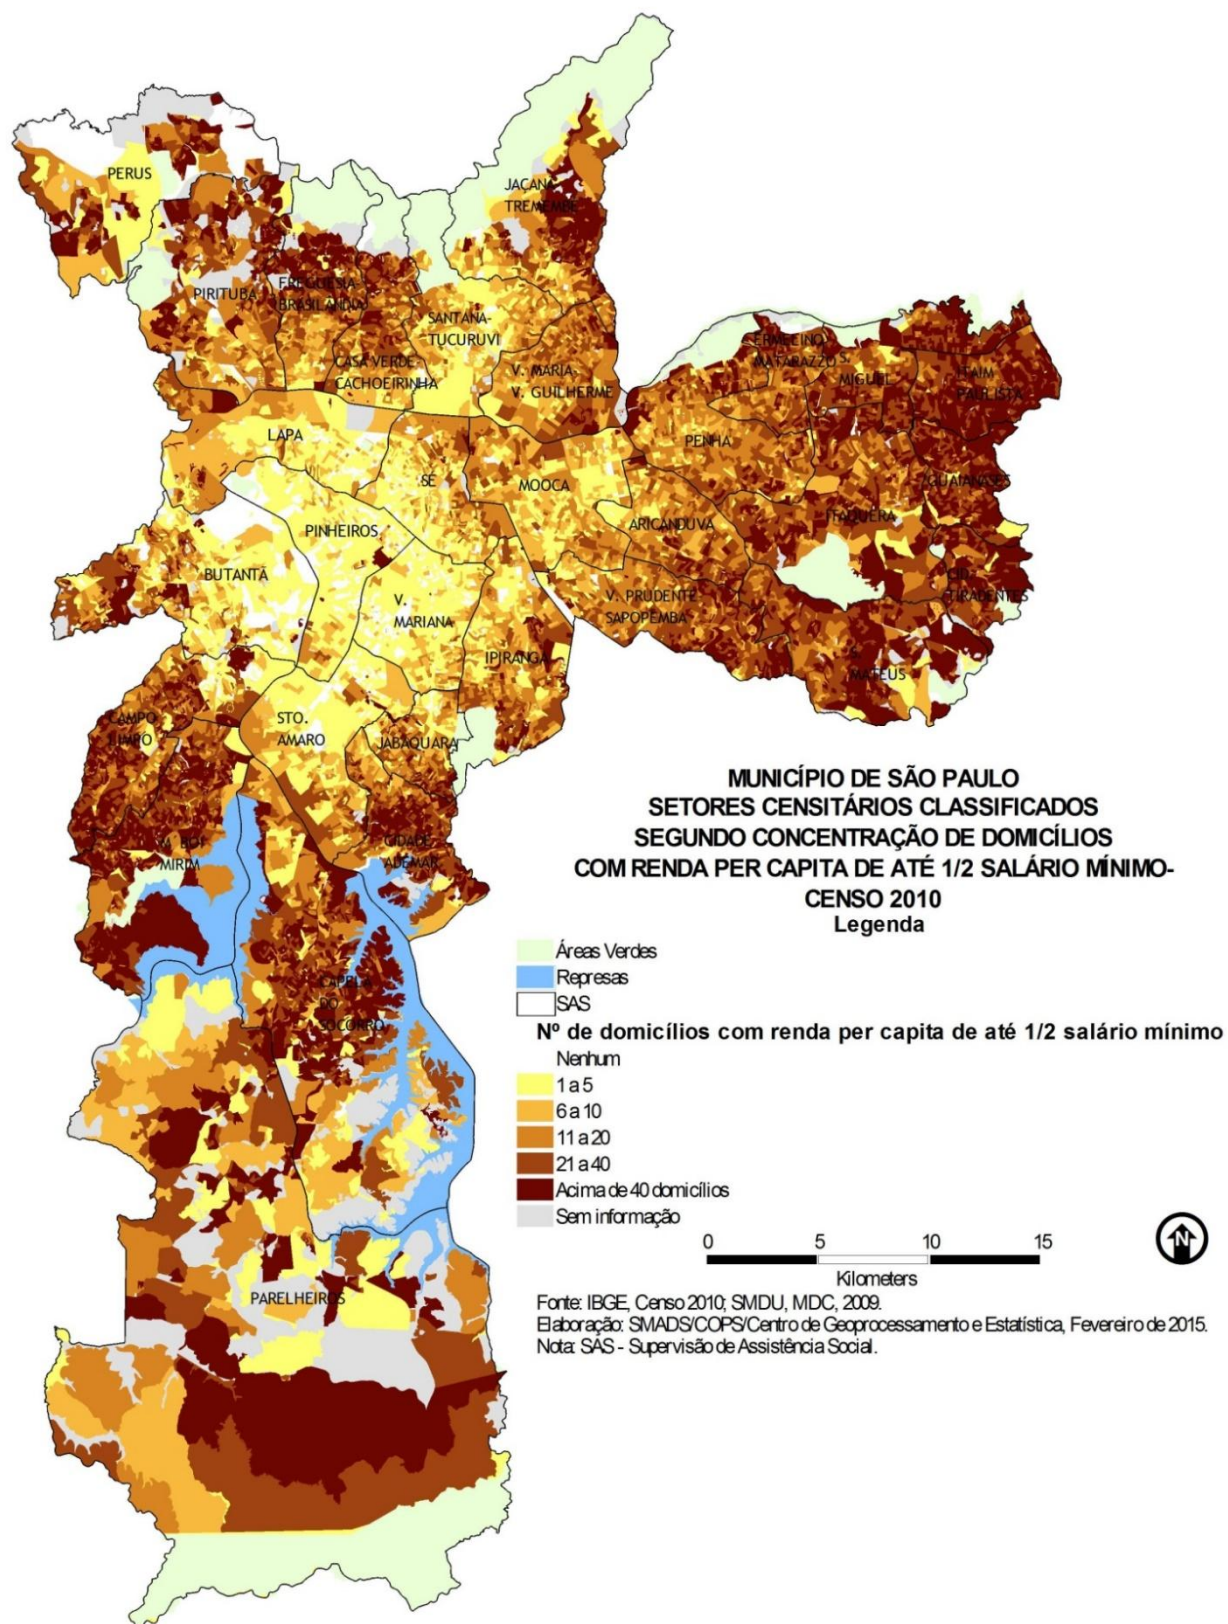 PERUS
JAÇANÃ-
TREMEMBÉ
PIRITUBA
FREGUESIA-
BRASILÂNDIA
SANTANA-
TUCURUVI
CASA VERDE-
CACHOEIRINHA
V. MARIA-
V. GUILHERME
ERMELINO
MATARAZZO
S.
MIGUEL
ITAIM
PAULISTA
LAPA
SÉ
MOOCA
PENHA
GUAIANASES
ITAQUERA
ARICANDUVA
PINHEIROS
BUTANTÃ
V.
MARIANA
V. PRUDENTE
SAPOPEMBA
CID.
TIRADENTES
IPIRANGA
S.
MATEUS
CAMPO
LIMPO
STO.
AMARO
JABAQUARA
M. BOI
MIRIM
CIDADE
ADEMAR
CAPELA
DO
SOCORRO
PARELHEIROS
MUNICÍPIO DE SÃO PAULO
SETORES CENSITÁRIOS CLASSIFICADOS
SEGUNDO CONCENTRAÇÃO DE DOMICÍLIOS
COM RENDA PER CAPITA DE ATÉ 1/2 SALÁRIO MÍNIMO-
CENSO 2010
Legenda
Áreas Verdes
Represas
SAS
Nº de domicílios com renda per capita de até 1/2 salário mínimo
Nenhum
1 a 5
6 a 10
11 a 20
21 a 40
Acima de 40 domicílios
Sem informação
N
0 5 10 15
Kilometers
Fonte: IBGE, Censo 2010; SMDU, MDC, 2009.
Elaboração: SMADS/COPS/Centro de Geoprocessamento e Estatística, Fevereiro de 2015.
Nota: SAS - Supervisão de Assistência Social.